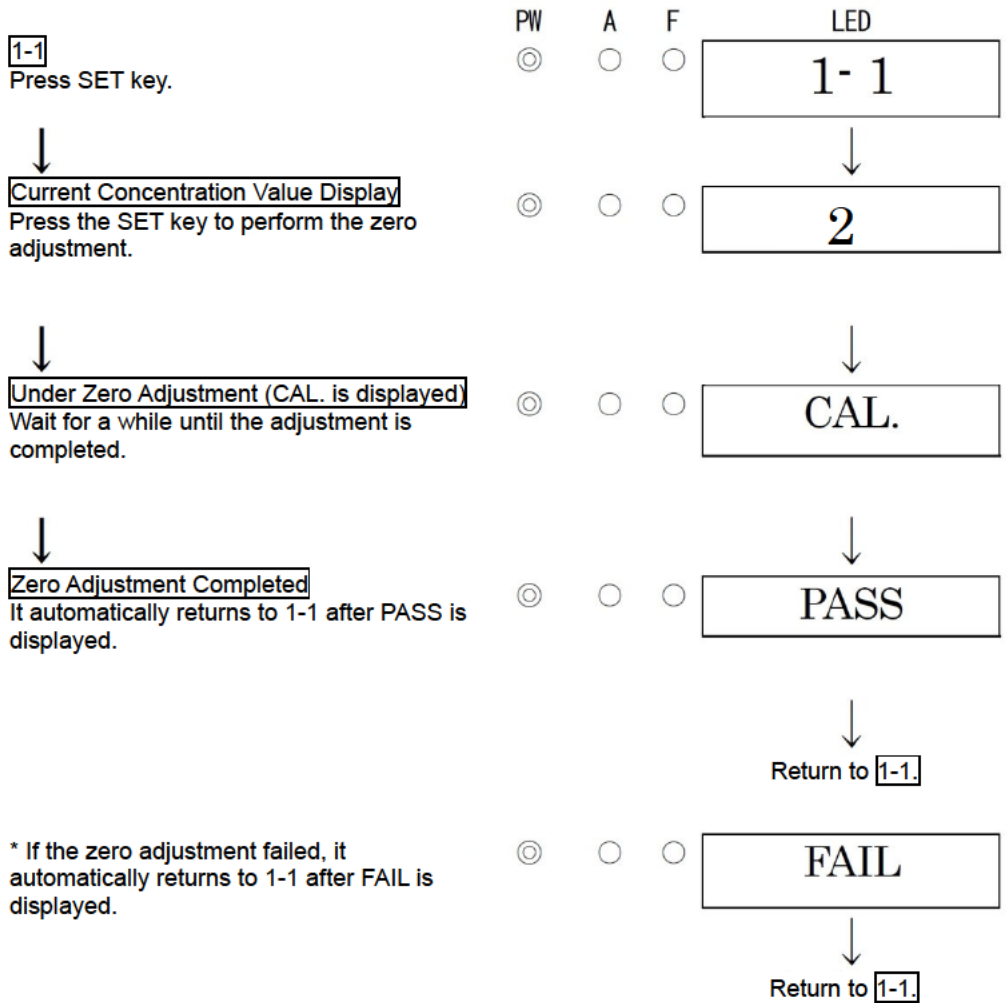 PW A F LED
1-1
Press SET key.
1- 1
Current Concentration Value Display
Press the SET key to perform the zero
adjustment.
2
Under Zero Adjustment (CAL. is displayed)
Wait for a while until the adjustment is
completed.
CAL.
Zero Adjustment Completed
It automatically returns to 1-1 after PASS is
displayed.
PASS
Return to 1-1.
* If the zero adjustment failed, it
automatically returns to 1-1 after FAIL is
displayed.
FAIL
Return to 1-1.